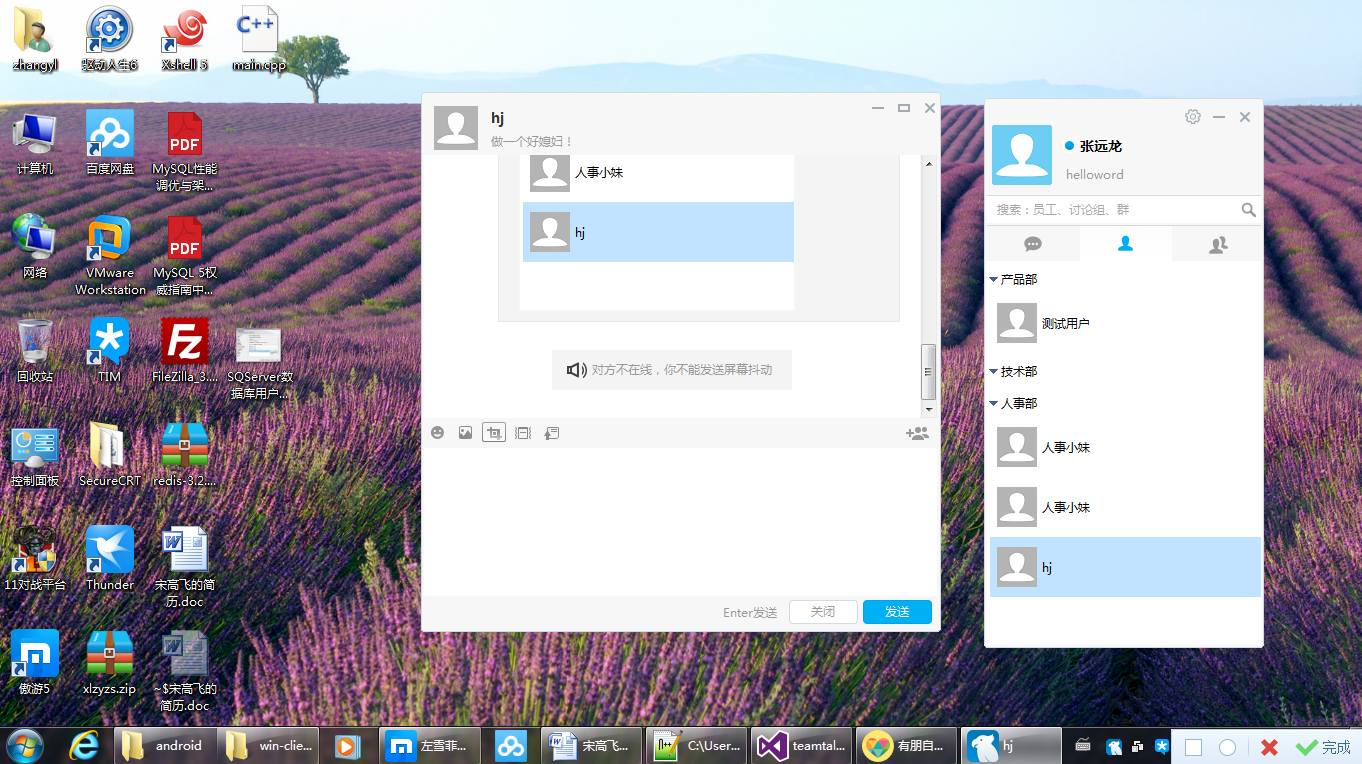 zhangyl
驱动人生6
Xshell 5
C++
main.cpp
计算机
百度网盘
PDF
MySQL性能
调优与架...
网络
VMware
Workstation
PDF
MySQL 5权
威指南中...
回收站
TIM
Fz
FileZilla_3....
SQServer数
据库用户...
控制面板
SecureCRT
redis-3.2....
11对战平台
Thunder
宋高飞的简
历.doc
傲游5
xlzyzs.zip
~$宋高飞的
简历.doc
hj
做一个好媳妇！
人事小妹
hj
对方不在线，你不能发送屏幕抖动
Enter发送
关闭
发送
张远龙
helloword
搜索：员工、讨论组、群
产品部
测试用户
技术部
人事部
人事小妹
人事小妹
hj
android
win-clie...
左雪菲...
宋高飞...
C:\User...
teamtal...
有朋自...
hj
完成